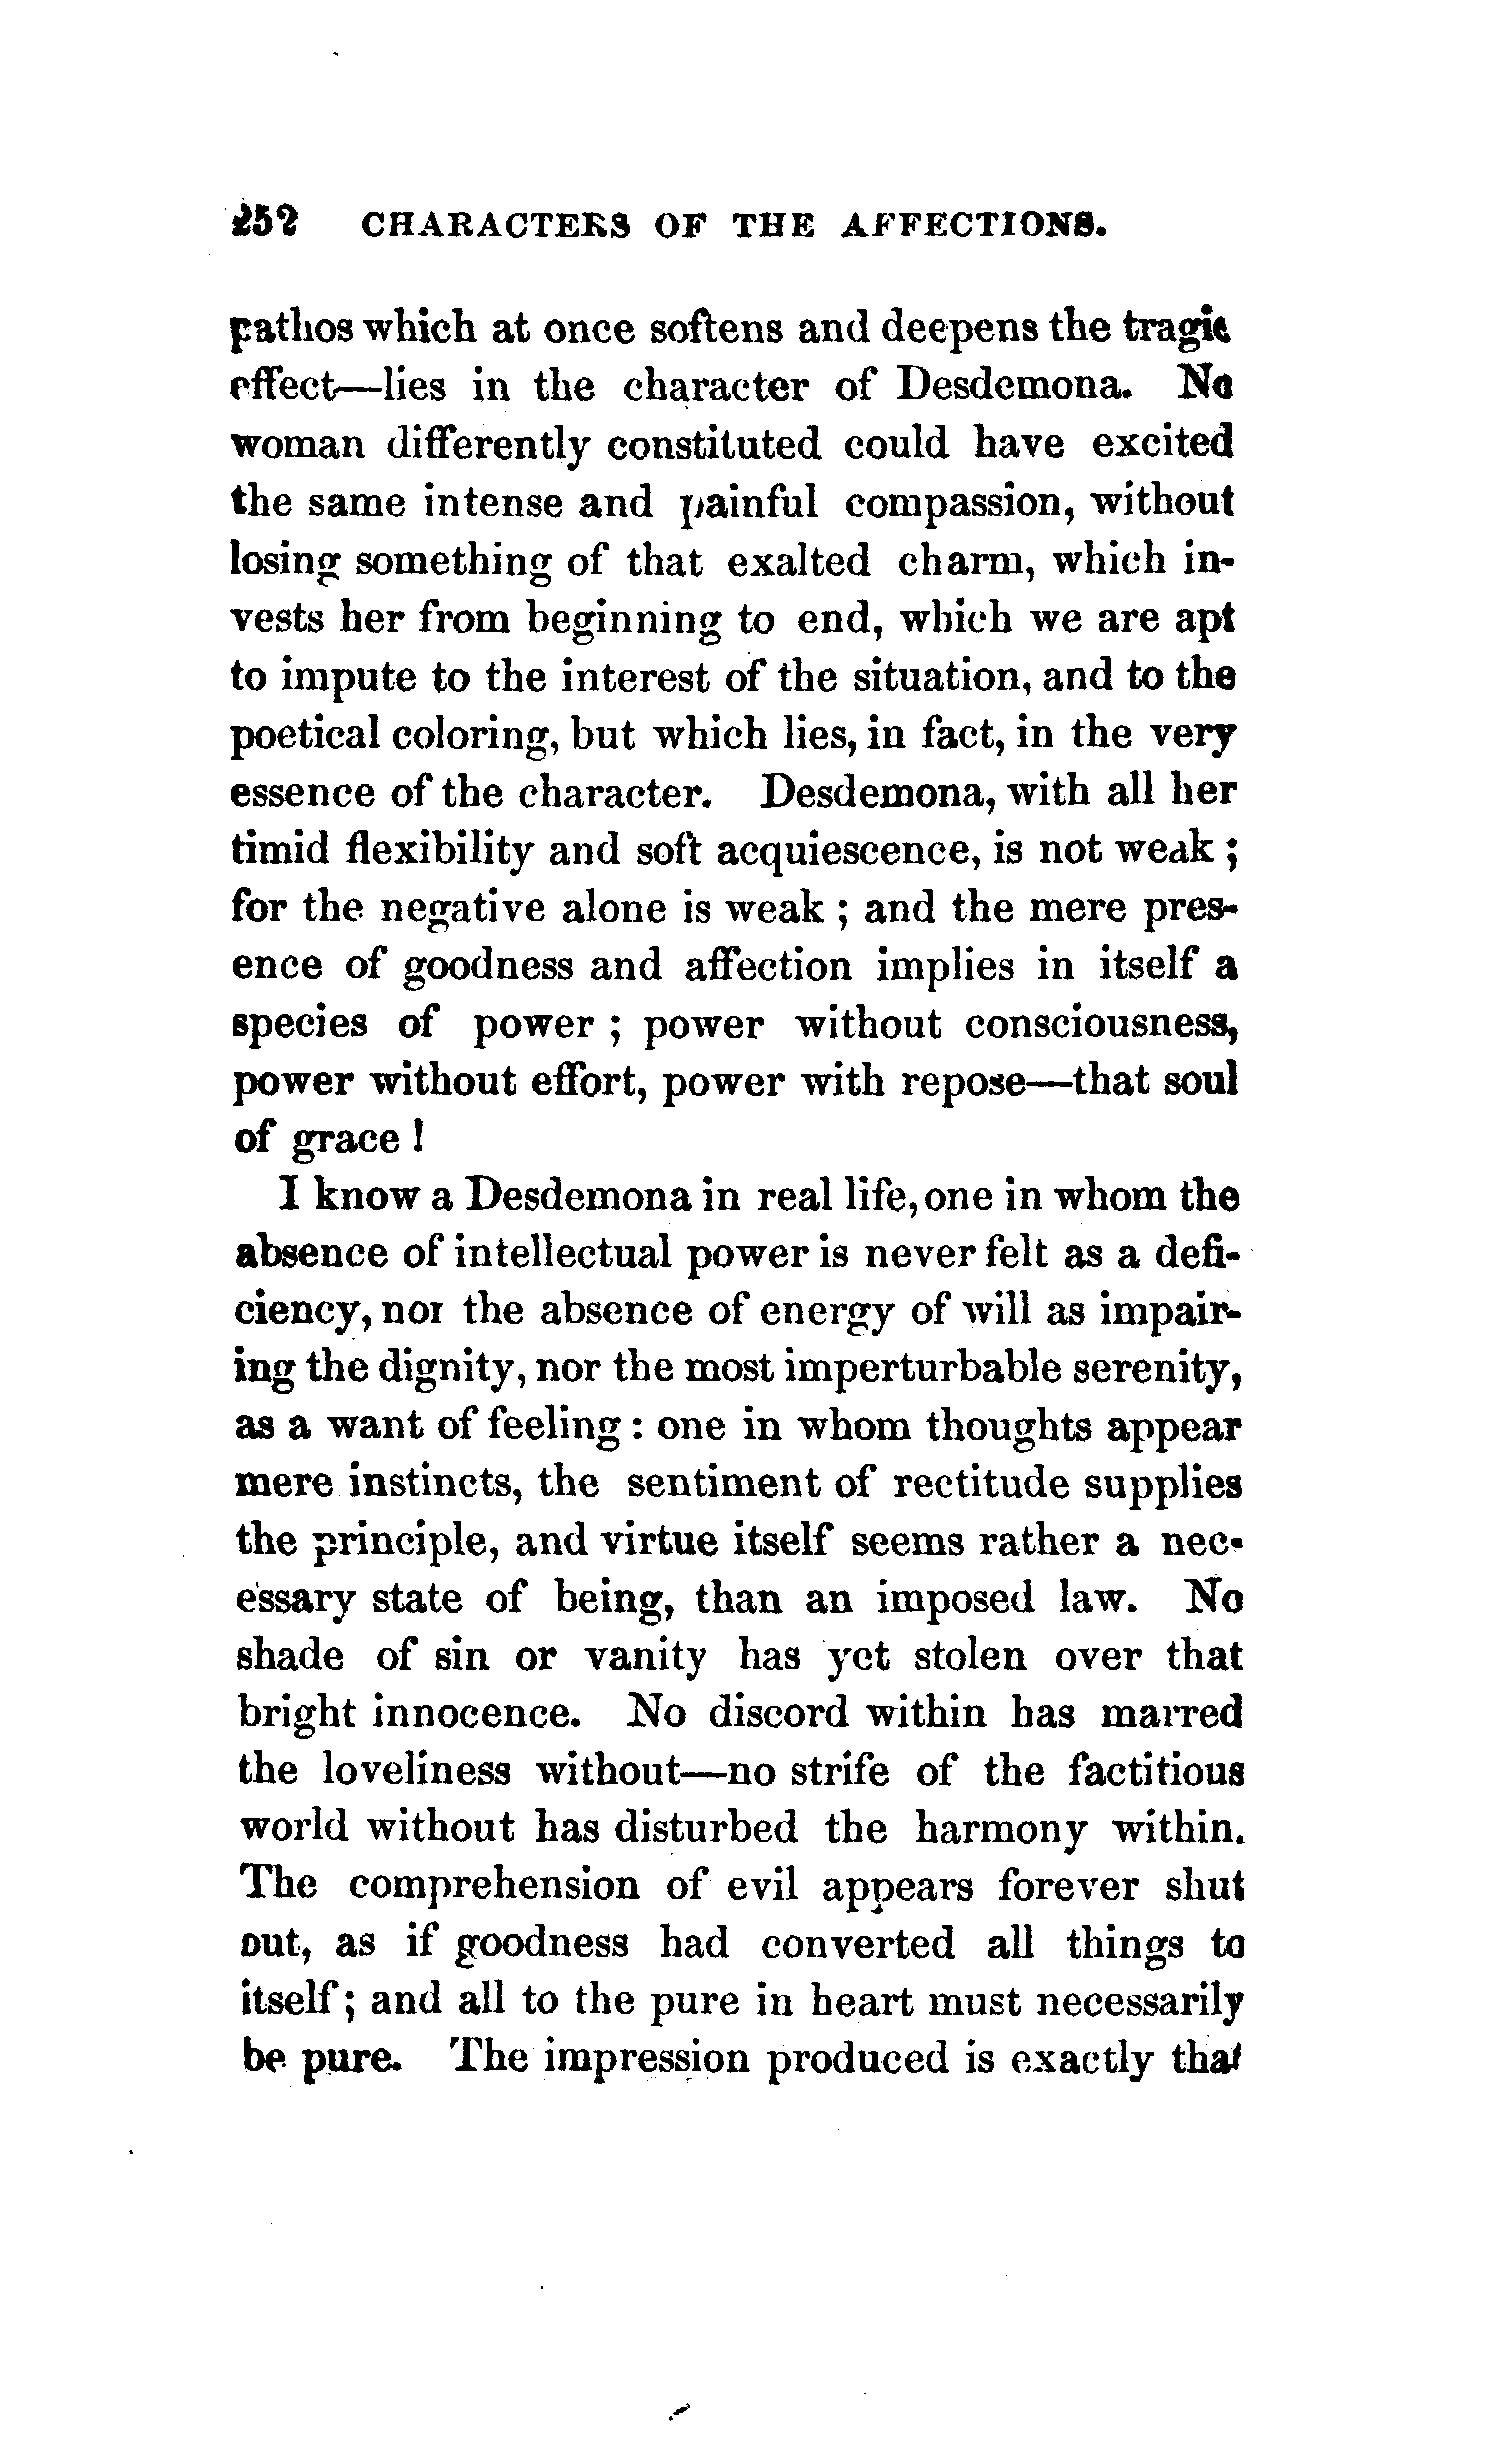 252 CHARACTERS OF THE AFFECTIONS.
pathos which at once softens and deepens the tragic
effect—lies in the character of Desdemona. No
woman differently constituted could have excited
the same intense and painful compassion, without
losing something of that exalted charm, which in-
vests her from beginning to end, which we are apt
to impute to the interest of the situation, and to the
poetical coloring, but which lies, in fact, in the very
essence of the character. Desdemona, with all her
timid flexibility and soft acquiescence, is not weak ;
for the negative alone is weak ; and the mere pres-
ence of goodness and affection implies in itself a
species of power ; power without consciousness,
power without effort, power with repose—that soul
of grace !
I know a Desdemona in real life, one in whom the
absence of intellectual power is never felt as a defi-
ciency, nor the absence of energy of will as impair-
ing the dignity, nor the most imperturbable serenity,
as a want of feeling : one in whom thoughts appear
mere instincts, the sentiment of rectitude supplies
the principle, and virtue itself seems rather a nec-
essary state of being, than an imposed law. No
shade of sin or vanity has yet stolen over that
bright innocence. No discord within has marred
the loveliness without—no strife of the factitious
world without has disturbed the harmony within.
The comprehension of evil appears forever shut
out, as if goodness had converted all things to
itself; and all to the pure in heart must necessarily
be pure. The impression produced is exactly that